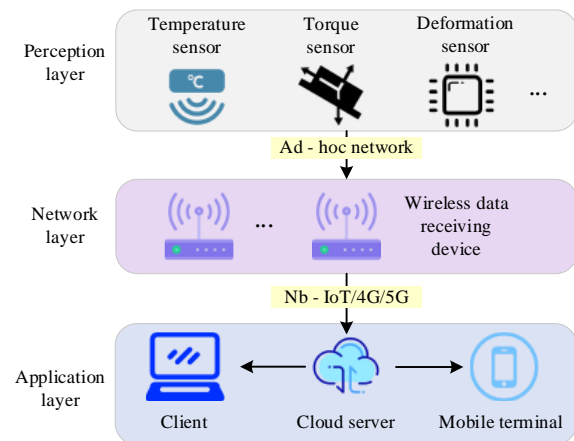 Perception
layer
Temperature
sensor
Torque
sensor
Deformation
sensor
°C
...
Ad - hoc network
Network
layer
...
Wireless data
receiving
device
Nb - IoT/4G/5G
Application
layer
Client
Cloud server
Mobile terminal